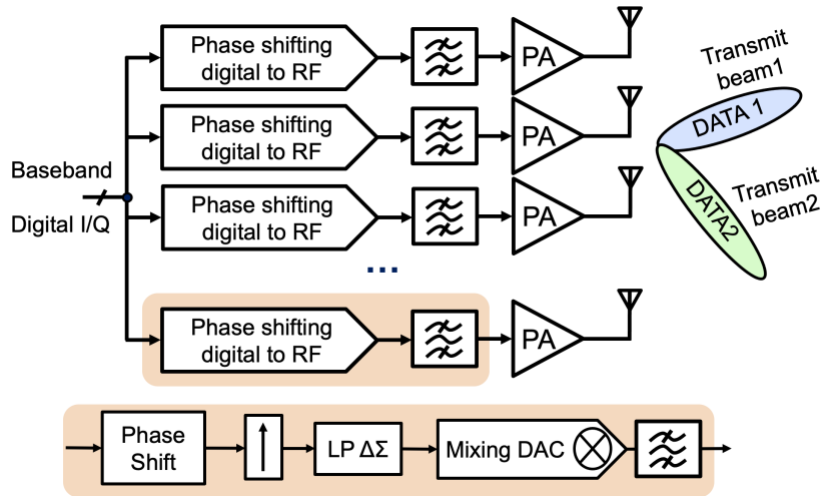 Phase shifting
digital to RF
PA
Transmit
beam1
Phase shifting
digital to RF
PA
DATA 1
Baseband
Digital I/Q
Phase shifting
digital to RF
PA
DATA2
Transmit
beam2
...
Phase shifting
digital to RF
PA
Phase
Shift
LP ΔΣ
Mixing DAC